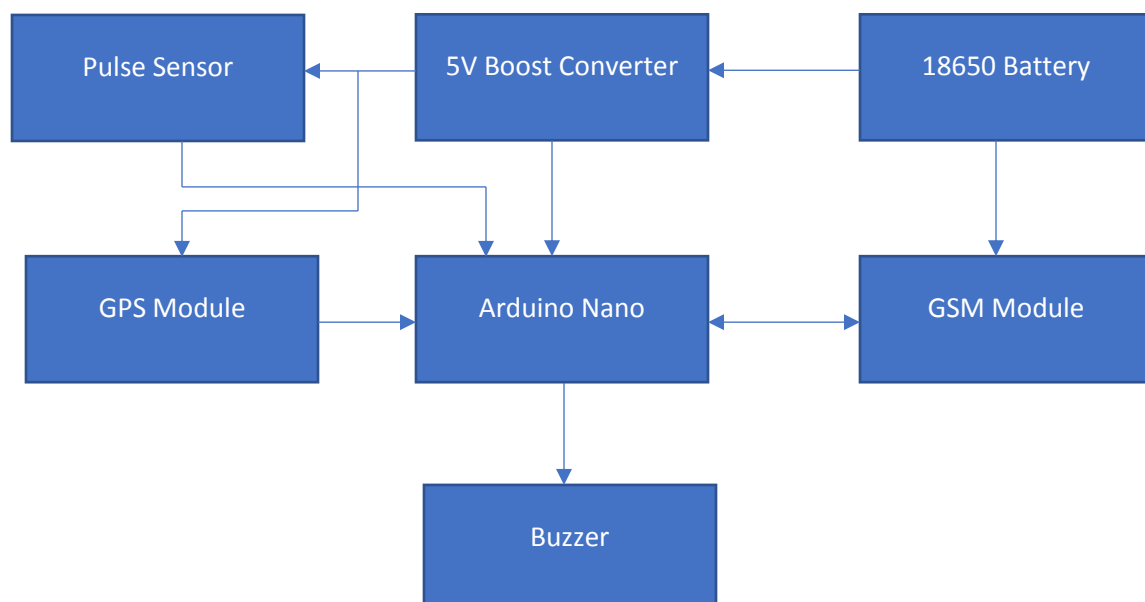 Pulse Sensor
5V Boost Converter
18650 Battery
GPS Module
Arduino Nano
GSM Module
Buzzer